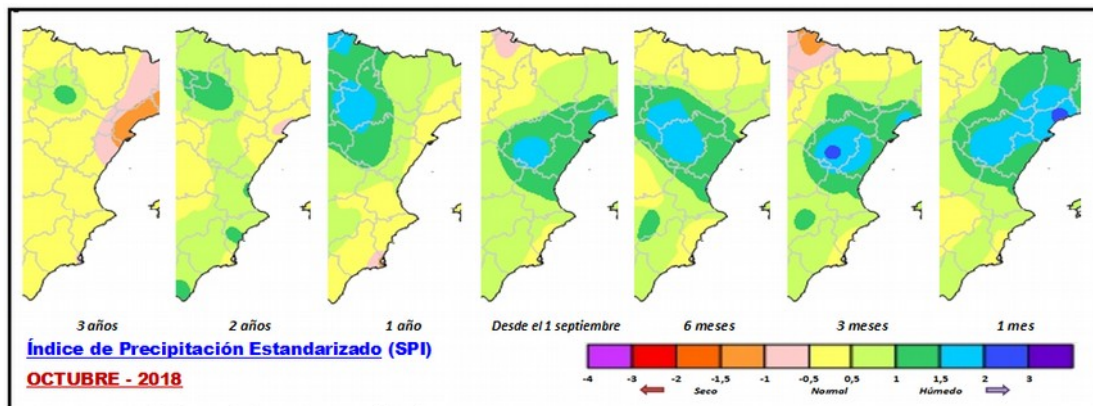 3 años 2 años 1 año Desde el 1 septiembre 6 meses 3 meses 1 mes
Índice de Precipitación Estandarizado (SPI)
OCTUBRE - 2018
-4 -3 -2 -1,5 -1 -0,5 0,5 1 1,5 2 3
Seco Normal Húmedo